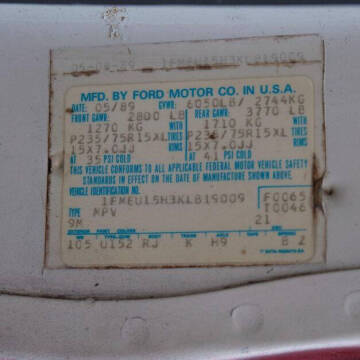 MFD. BY FORD MOTOR CO. IN U.S.A.
DATE: 05/89 GVWR: 6050LB/ 2744KG
FRONT GAWR: 2800 LB REAR GAWR: 3770 LB
1270 KG WITH TIRES 1710 KG WITH TIRES
P235/75R15XL P235/75R15XL
15X7.0JJ RIMS 15X7.0JJ RIMS
AT 35 PSI COLD AT 41 PSI COLD
THIS VEHICLE CONFORMS TO ALL APPLICABLE FEDERAL MOTOR VEHICLE SAFETY
IN EFFECT ON THE DATE OF MANUFACTURE SHOWN ABOVE.
VEHICLE IDENTIFICATION NO.
1FMEU15H3KLB19009 F0065
TYPE MPV T0046
9M 21
105 U152 RJ K H9 B 2